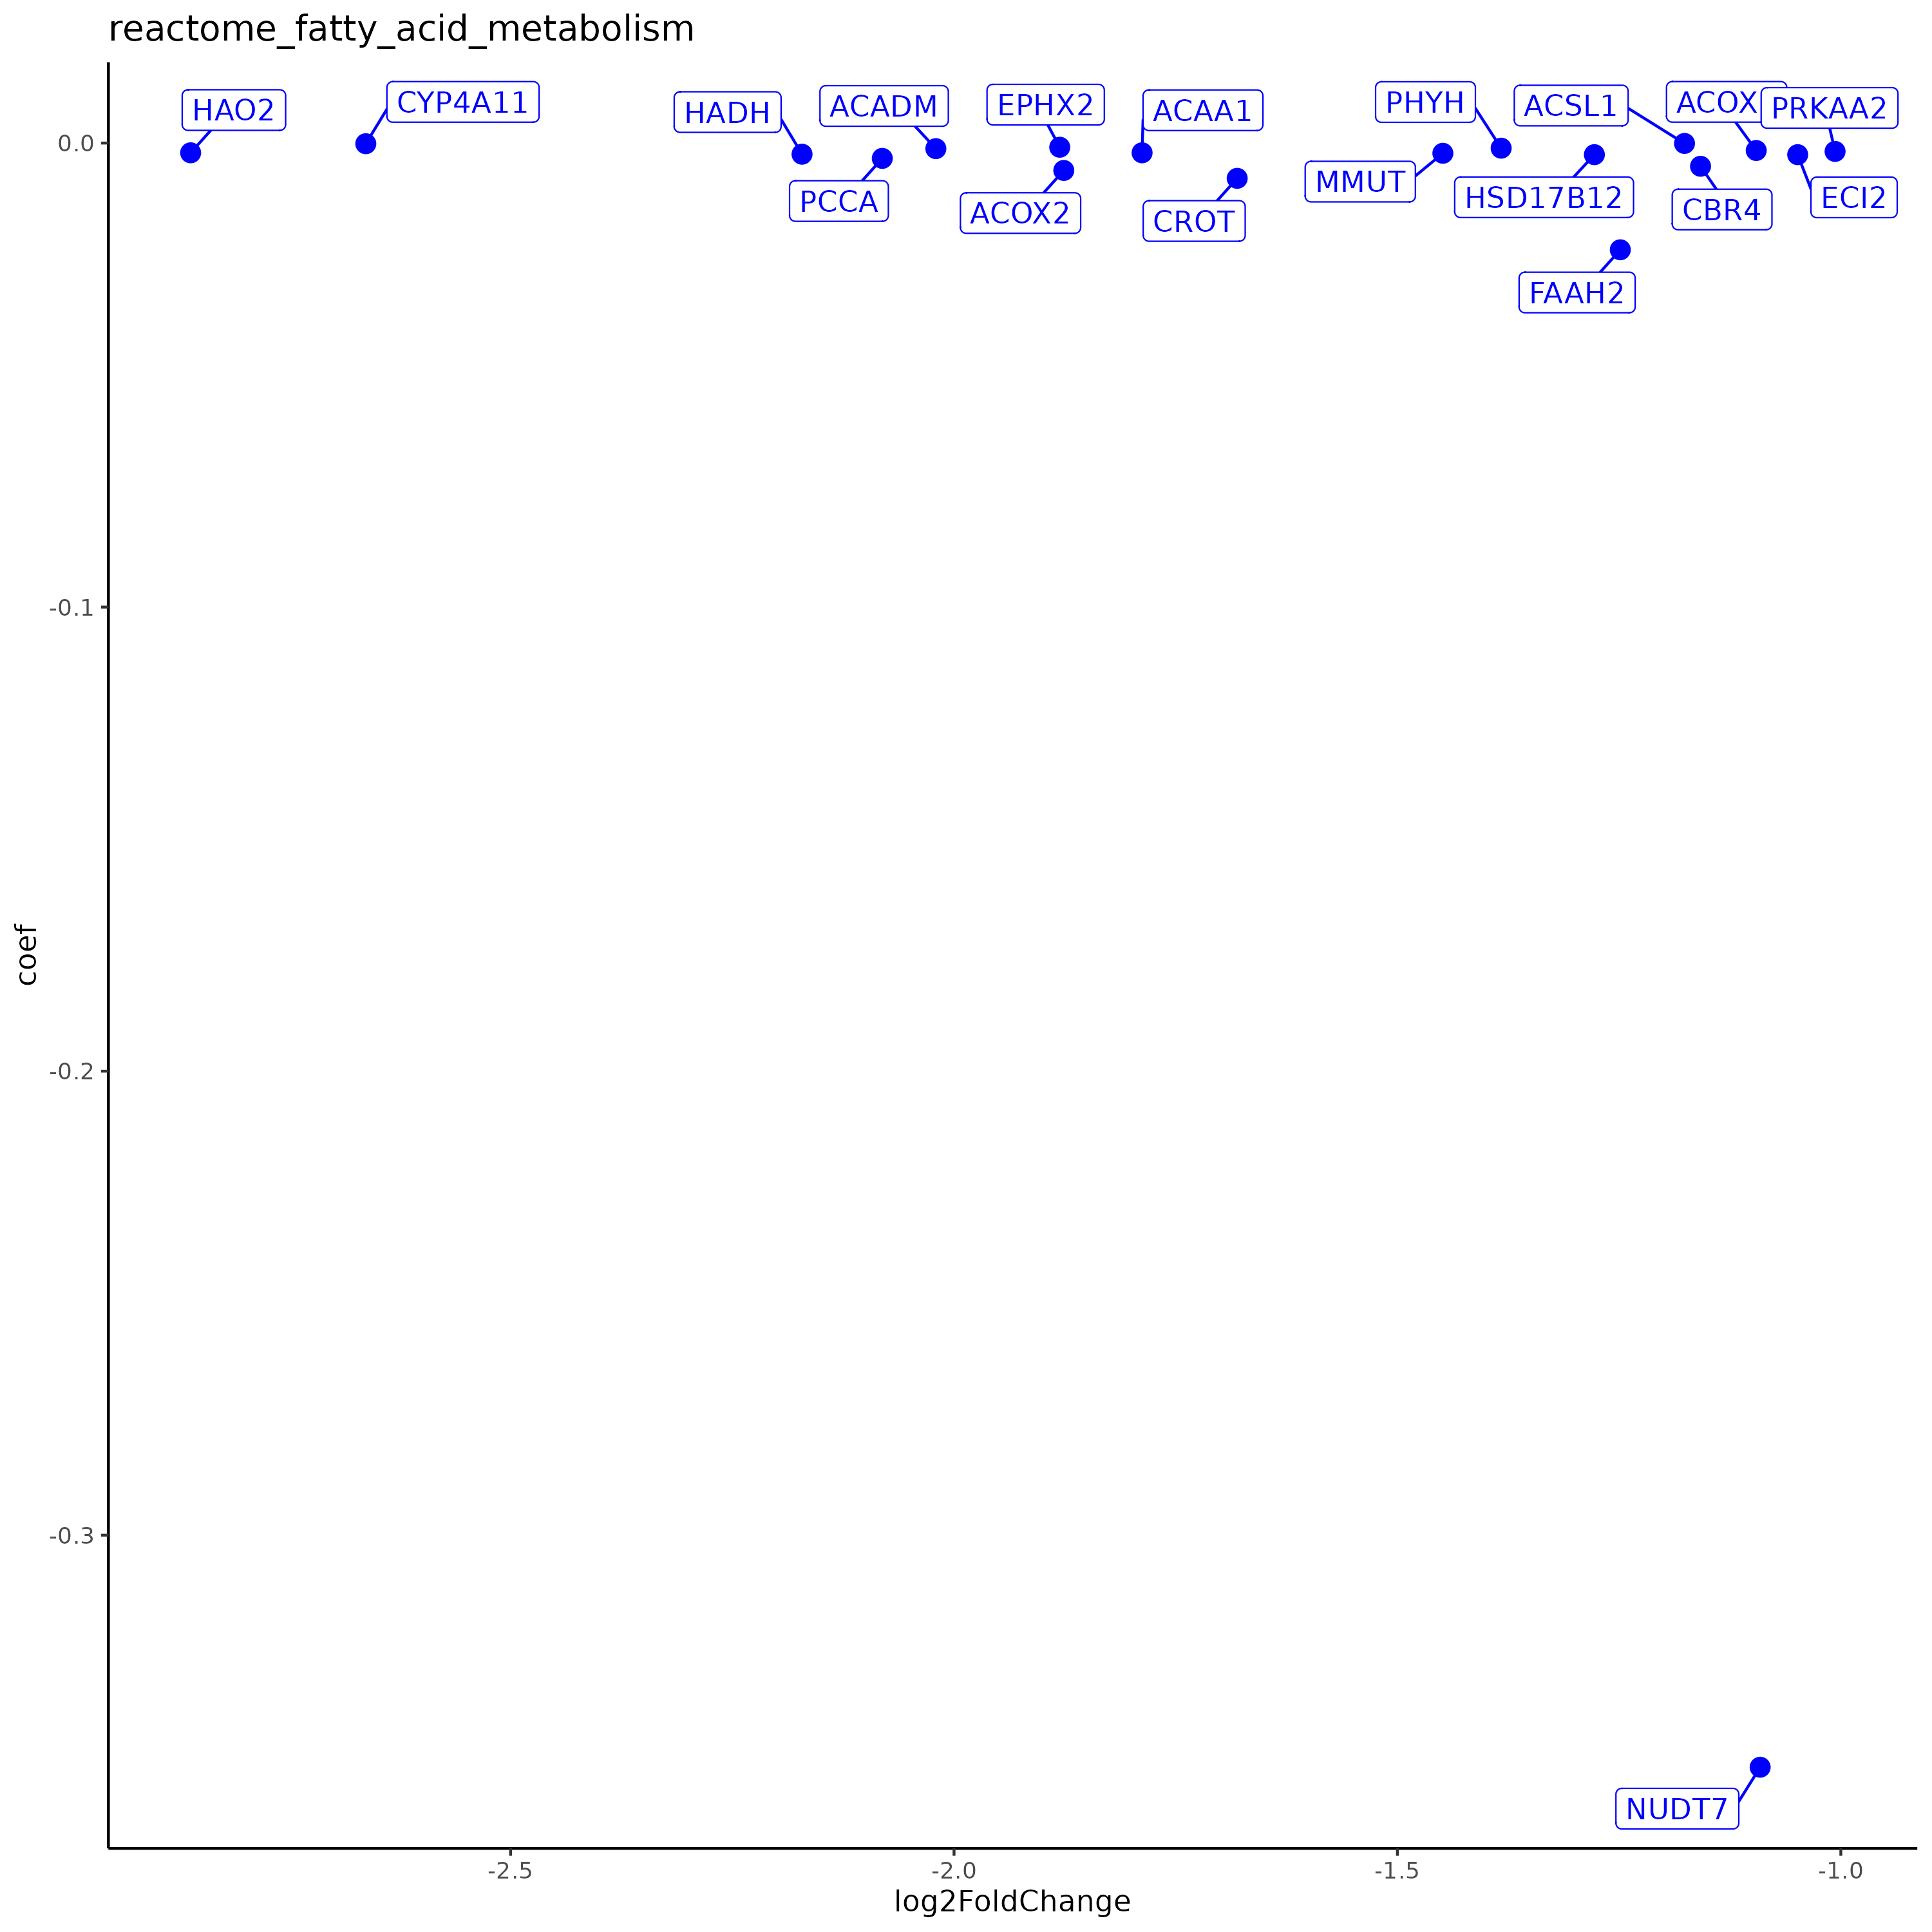 reactome_fatty_acid_metabolism
HAO2
CYP4A11
HADH
ACADM
EPHX2
ACAA1
PHYH
ACSL1
PRKAA2
PCCA
ACOX2
CROT
MMUT
HSD17B12
CBR4
ECI2
FAAH2
NUDT7
0.0
-0.1
-0.2
-0.3
coef
-2.5
-2.0
-1.5
-1.0
log2FoldChange